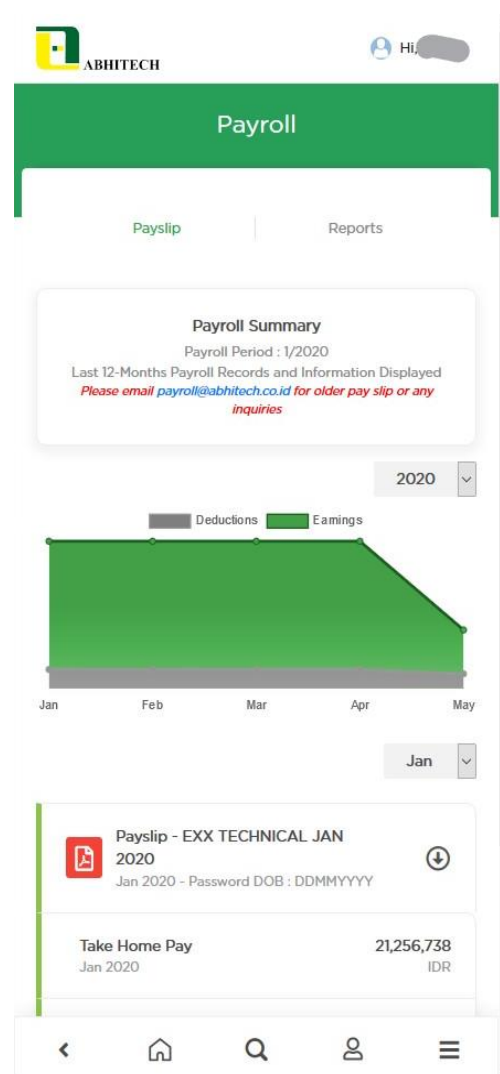 ABHITECH
Hi,
Payroll
Payslip
Reports
Payroll Summary
Payroll Period : 1/2020
Last 12-Months Payroll Records and Information Displayed
Please email payroll@abhitech.co.id for older pay slip or any
inquiries
2020
Deductions
Earnings
Jan
Feb
Mar
Apr
May
Jan
Payslip - EXX TECHNICAL JAN
2020
Jan 2020 - Password DOB : DDMMYYYY
Take Home Pay
21,256,738
Jan 2020
IDR